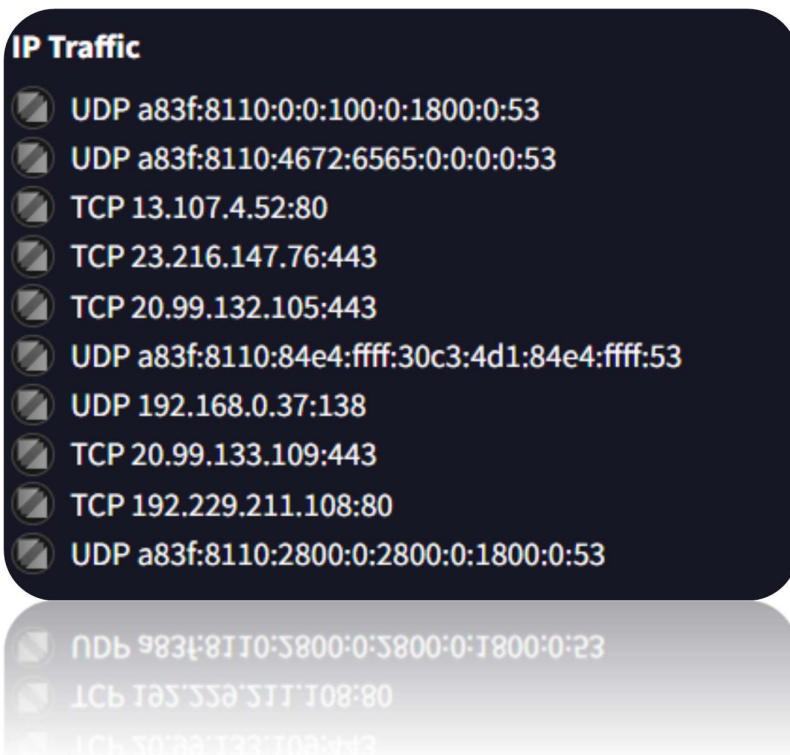 IP Traffic
UDP a83f:8110:0:0:100:0:1800:0:53
UDP a83f:8110:4672:6565:0:0:0:0:53
TCP 13.107.4.52:80
TCP 23.216.147.76:443
TCP 20.99.132.105:443
UDP a83f:8110:84e4:ffff:30c3:4d1:84e4:ffff:53
UDP 192.168.0.37:138
TCP 20.99.133.109:443
TCP 192.229.211.108:80
UDP a83f:8110:2800:0:2800:0:1800:0:53